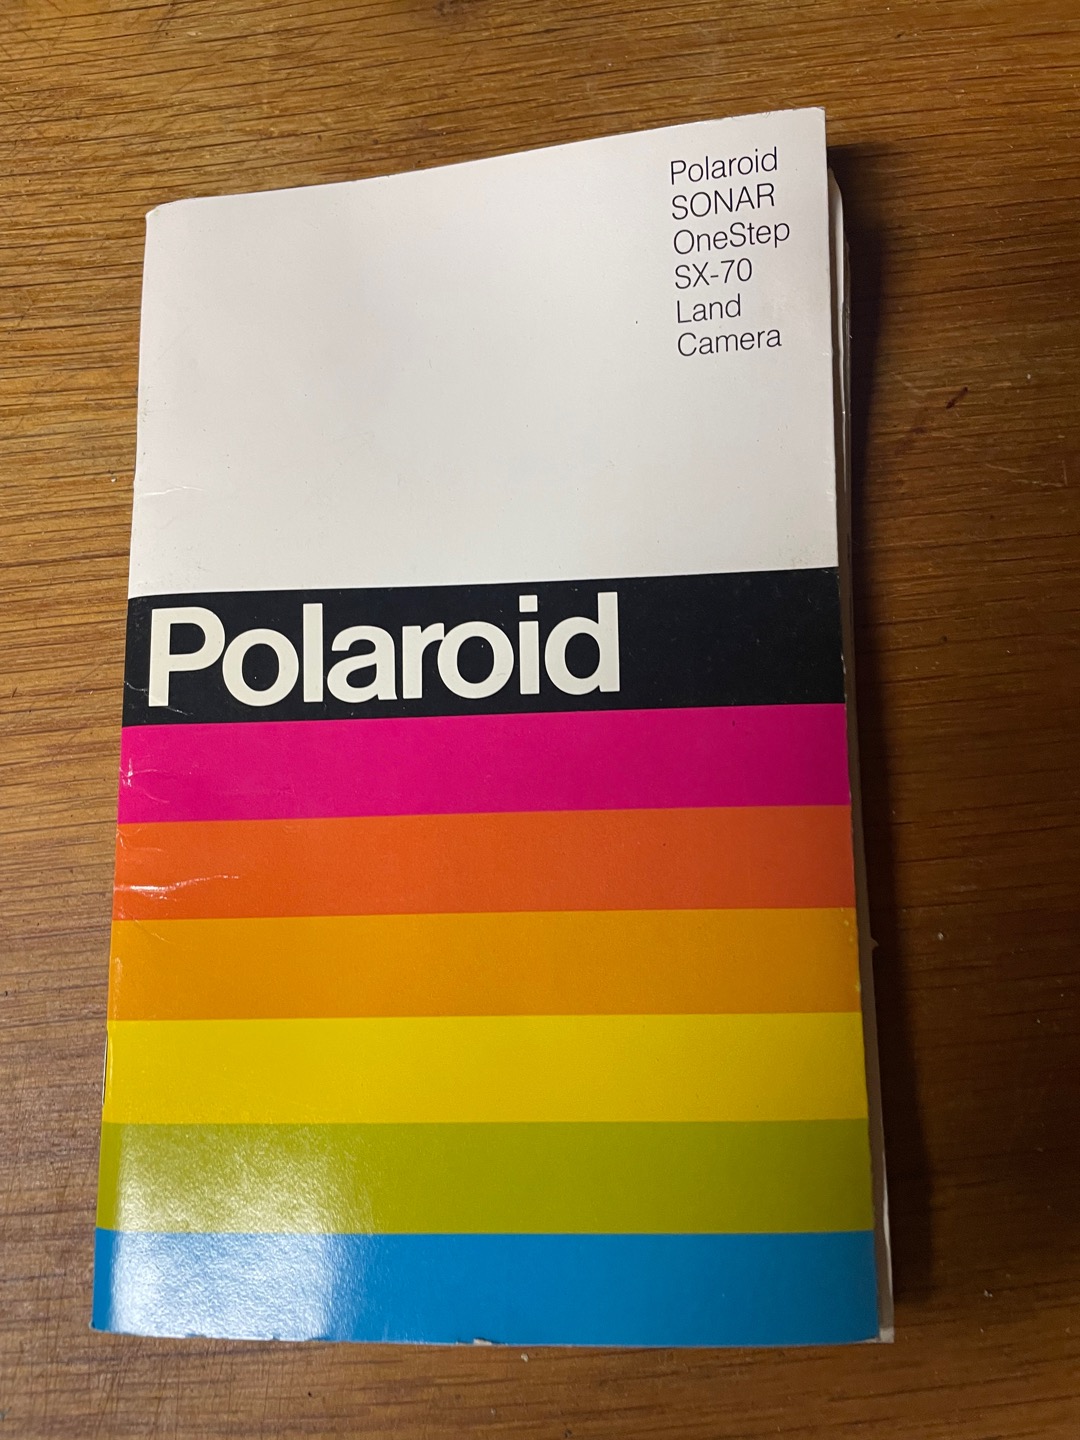 Polaroid
SONAR
OneStep
SX-70
Land
Camera
Polaroid